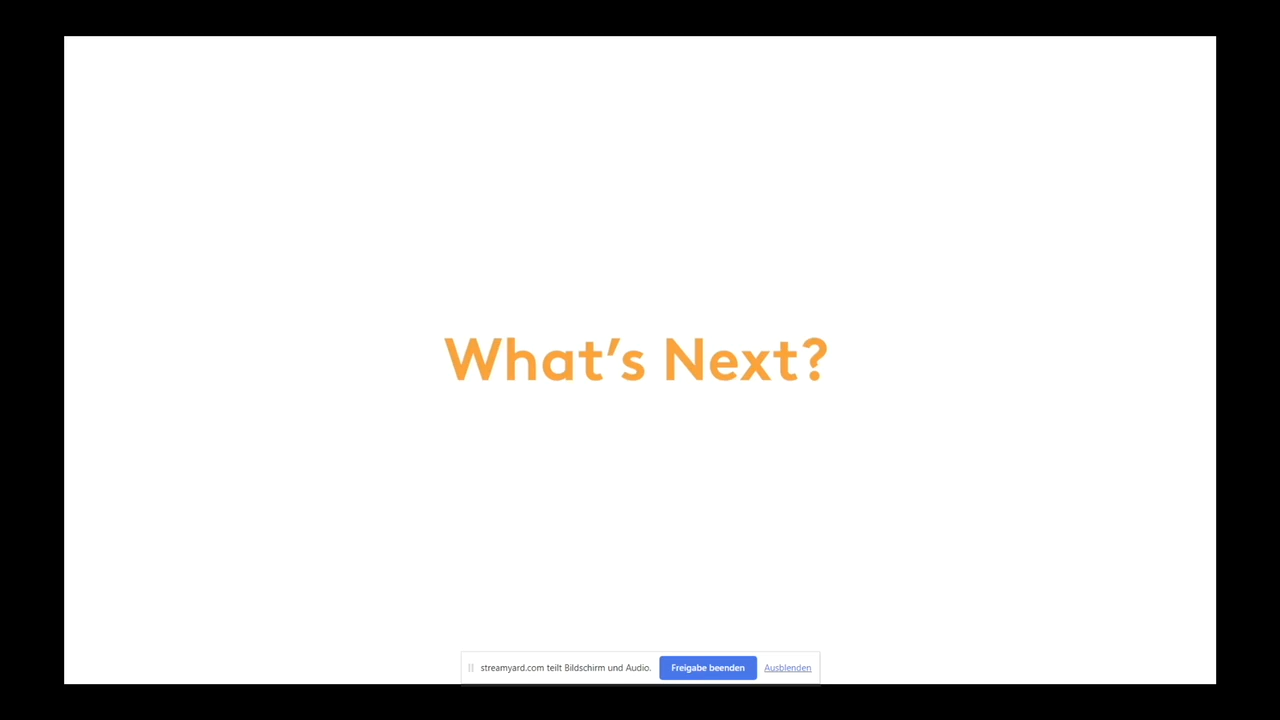 What’s Next?
streamyard.com teilt Bildschirm und Audio. Freigabe beenden Ausblenden